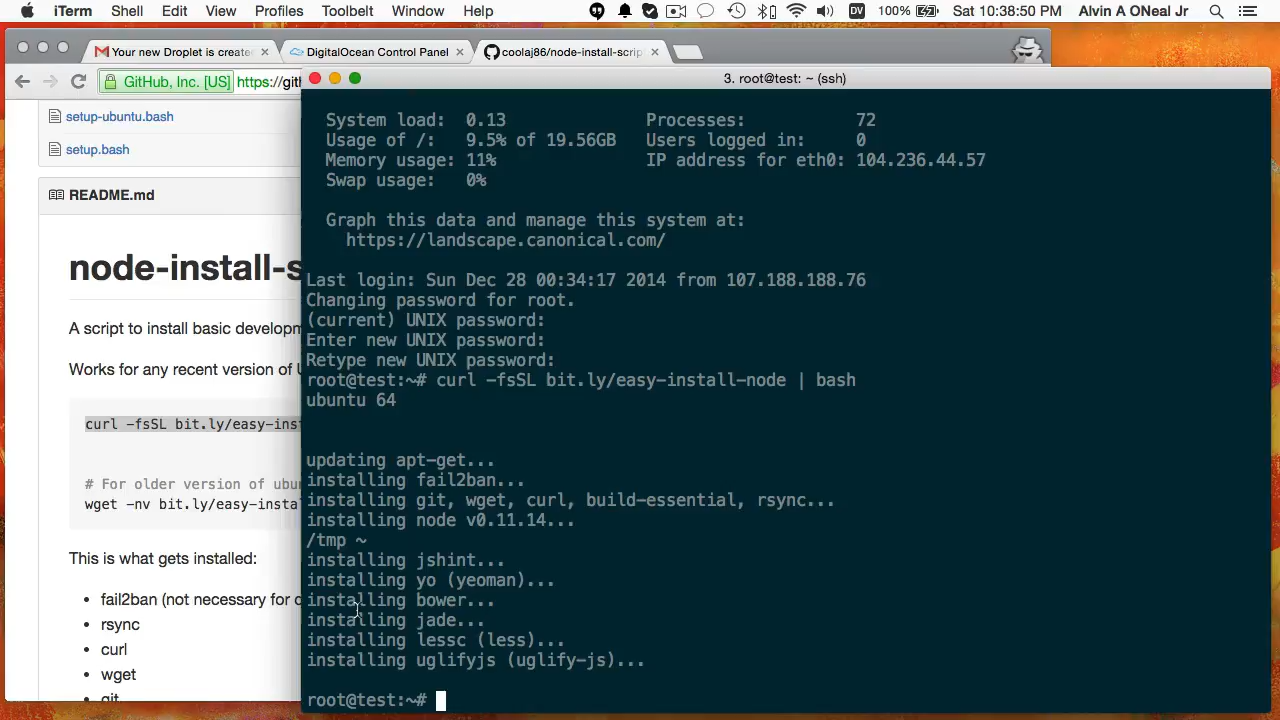 iTerm Shell Edit View Profiles Toolbelt Window Help DV 100% Sat 10:38:50 PM Alvin A ONeal Jr
Your new Droplet is create
DigitalOcean Control Panel
coolaj86/node-install-scrip
GitHub, Inc. [US] https://gith
3. root@test: ~ (ssh)
setup-ubuntu.bash
setup.bash
README.md
node-install-s
A script to install basic developm
Works for any recent version of U
curl -fsSL bit.ly/easy-inst
# For older version of ubu
wget -nv bit.ly/easy-instal
This is what gets installed:
• fail2ban (not necessary for d
• rsync
• curl
• wget
• git
System load: 0.13 Processes: 72
Usage of /: 9.5% of 19.56GB Users logged in: 0
Memory usage: 11% IP address for eth0: 104.236.44.57
Swap usage: 0%
Graph this data and manage this system at:
https://landscape.canonical.com/
Last login: Sun Dec 28 00:34:17 2014 from 107.188.188.76
Changing password for root.
(current) UNIX password:
Enter new UNIX password:
Retype new UNIX password:
root@test:~# curl -fsSL bit.ly/easy-install-node | bash
ubuntu 64
updating apt-get...
installing fail2ban...
installing git, wget, curl, build-essential, rsync...
installing node v0.11.14...
/tmp ~
installing jshint...
installing yo (yeoman)...
installing bower...
installing jade...
installing lessc (less)...
installing uglifyjs (uglify-js)...
root@test:~#